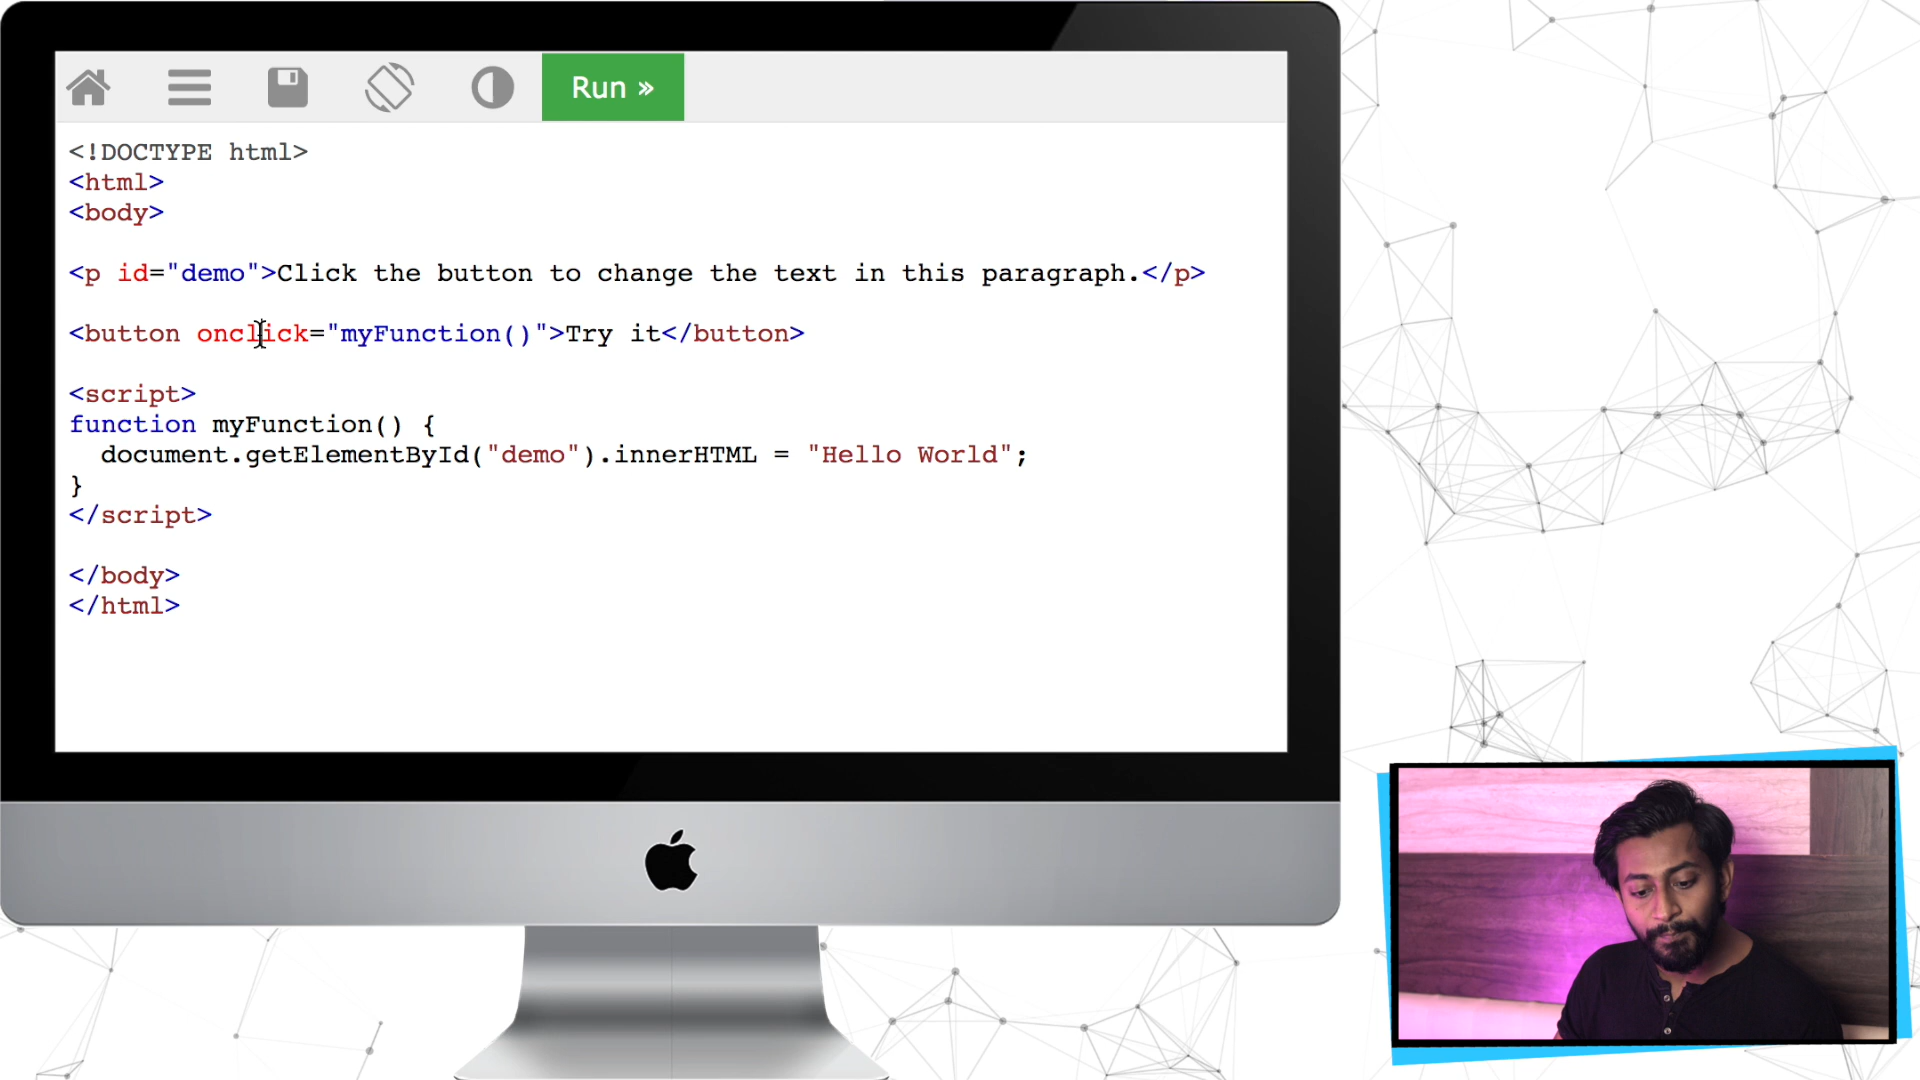 Run »
<!DOCTYPE html>
<html>
<body>
<p id="demo">Click the button to change the text in this paragraph.</p>
<button onclick="myFunction()">Try it</button>
<script>
function myFunction() {
  document.getElementById("demo").innerHTML = "Hello World";
}
</script>
</body>
</html>